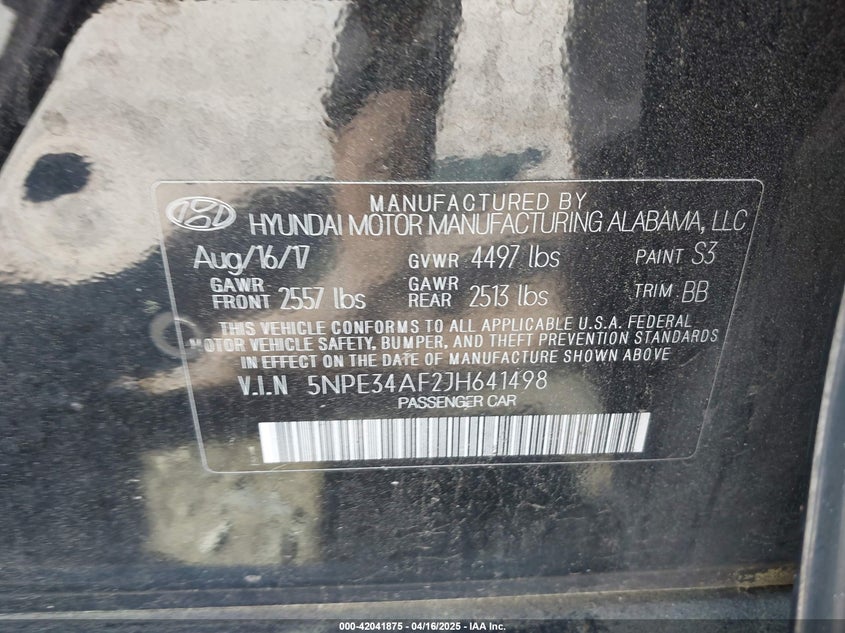 MANUFACTURED BY
HYUNDAI MOTOR MANUFACTURING ALABAMA, LLC
Aug/16/17 GVWR 4497 lbs PAINT S3
GAWR FRONT 2557 lbs GAWR REAR 2513 lbs TRIM BB
THIS VEHICLE CONFORMS TO ALL APPLICABLE U.S.A. FEDERAL
MOTOR VEHICLE SAFETY, BUMPER, AND THEFT PREVENTION STANDARDS
IN EFFECT ON THE DATE OF MANUFACTURE SHOWN ABOVE
V.I.N 5NPE34AF2JH641498
PASSENGER CAR
000-42041875 - 04/16/2025 - IAA Inc.